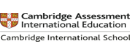 Cambridge Assessment
International Education
Cambridge International School